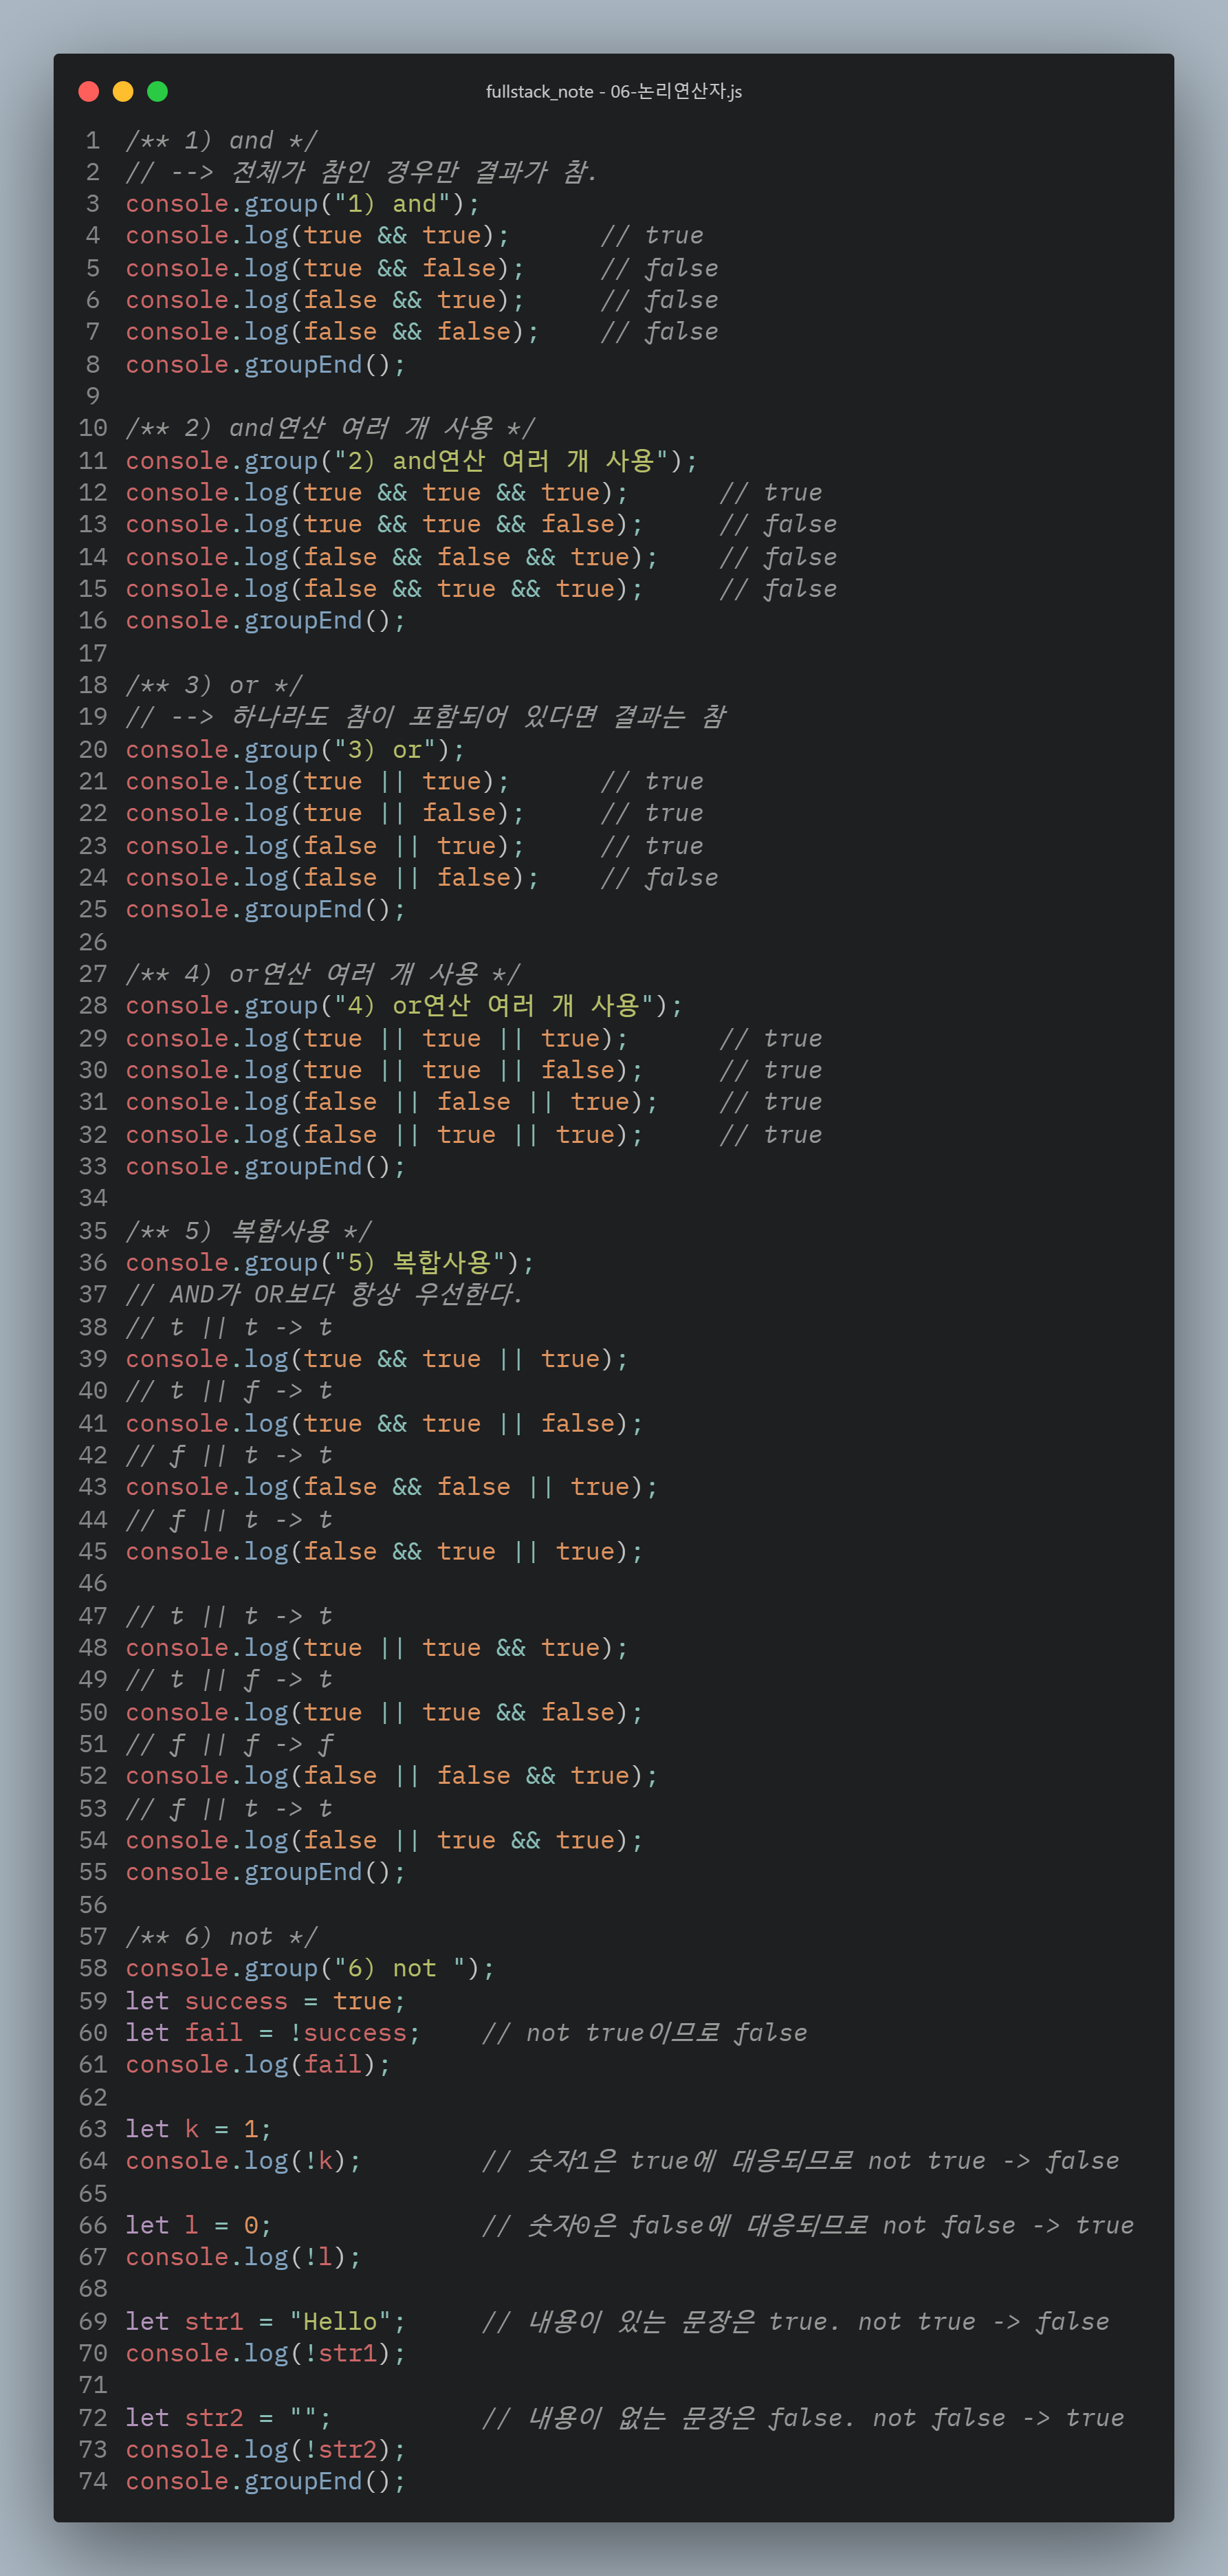 fullstack_note - 06-논리연산자.js
1 /** 1) and */
2 // --> 전체가 참인 경우만 결과가 참.
3 console.group("1) and");
4 console.log(true && true);      // true
5 console.log(true && false);     // false
6 console.log(false && true);     // false
7 console.log(false && false);    // false
8 console.groupEnd();
9
10 /** 2) and연산 여러 개 사용 */
11 console.group("2) and연산 여러 개 사용");
12 console.log(true && true && true);      // true
13 console.log(true && true && false);     // false
14 console.log(false && false && true);    // false
15 console.log(false && true && true);     // false
16 console.groupEnd();
17
18 /** 3) or */
19 // --> 하나라도 참이 포함되어 있다면 결과는 참
20 console.group("3) or");
21 console.log(true || true);      // true
22 console.log(true || false);     // true
23 console.log(false || true);     // true
24 console.log(false || false);    // false
25 console.groupEnd();
26
27 /** 4) or연산 여러 개 사용 */
28 console.group("4) or연산 여러 개 사용");
29 console.log(true || true || true);      // true
30 console.log(true || true || false);     // true
31 console.log(false || false || true);    // true
32 console.log(false || true || true);     // true
33 console.groupEnd();
34
35 /** 5) 복합사용 */
36 console.group("5) 복합사용");
37 // AND가 OR보다 항상 우선한다.
38 // t || t -> t
39 console.log(true && true || true);
40 // t || f -> t
41 console.log(true && true || false);
42 // f || t -> t
43 console.log(false && false || true);
44 // f || t -> t
45 console.log(false && true || true);
46
47 // t || t -> t
48 console.log(true || true && true);
49 // t || f -> t
50 console.log(true || true && false);
51 // f || f -> f
52 console.log(false || false && true);
53 // f || t -> t
54 console.log(false || true && true);
55 console.groupEnd();
56
57 /** 6) not */
58 console.group("6) not ");
59 let success = true;
60 let fail = !success;    // not true이므로 false
61 console.log(fail);
62
63 let k = 1;
64 console.log(!k);        // 숫자1은 true에 대응되므로 not true -> false
65
66 let l = 0;              // 숫자0은 false에 대응되므로 not false -> true
67 console.log(!l);
68
69 let str1 = "Hello";     // 내용이 있는 문장은 true. not true -> false
70 console.log(!str1);
71
72 let str2 = "";          // 내용이 없는 문장은 false. not false -> true
73 console.log(!str2);
74 console.groupEnd();